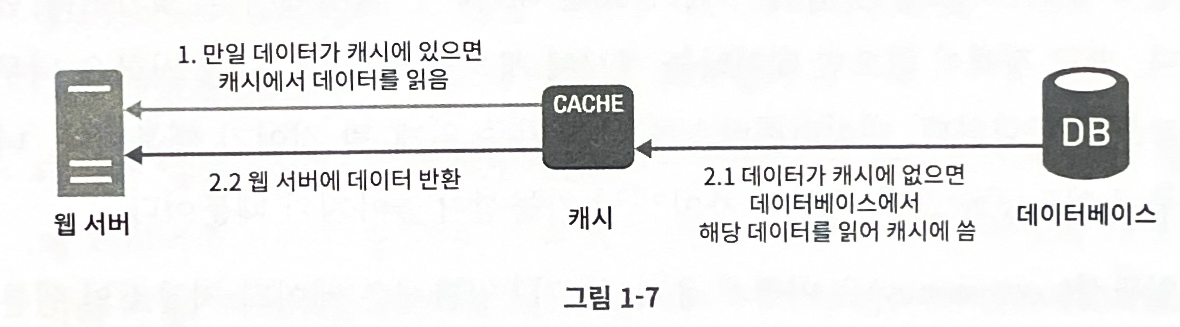 1. 만일 데이터가 캐시에 있으면
캐시에서 데이터를 읽음
CACHE
DB
2.2 웹 서버에 데이터 반환
2.1 데이터가 캐시에 없으면
데이터베이스에서
해당 데이터를 읽어 캐시에 씀
웹 서버
캐시
데이터베이스
그림 1-7